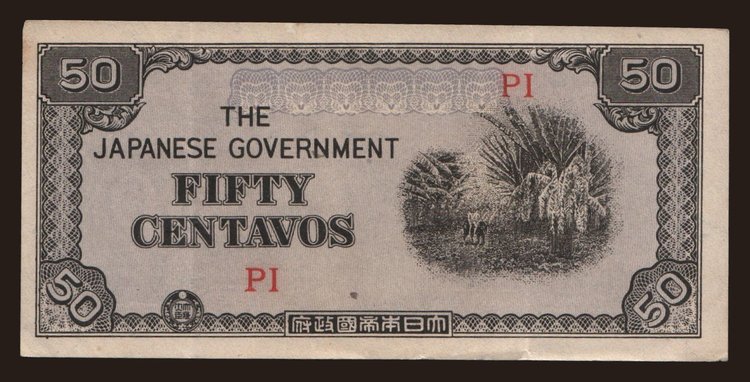 50
50
PI
THE
JAPANESE GOVERNMENT
FIFTY
CENTAVOS
PI
50
50
府政國帝本日大